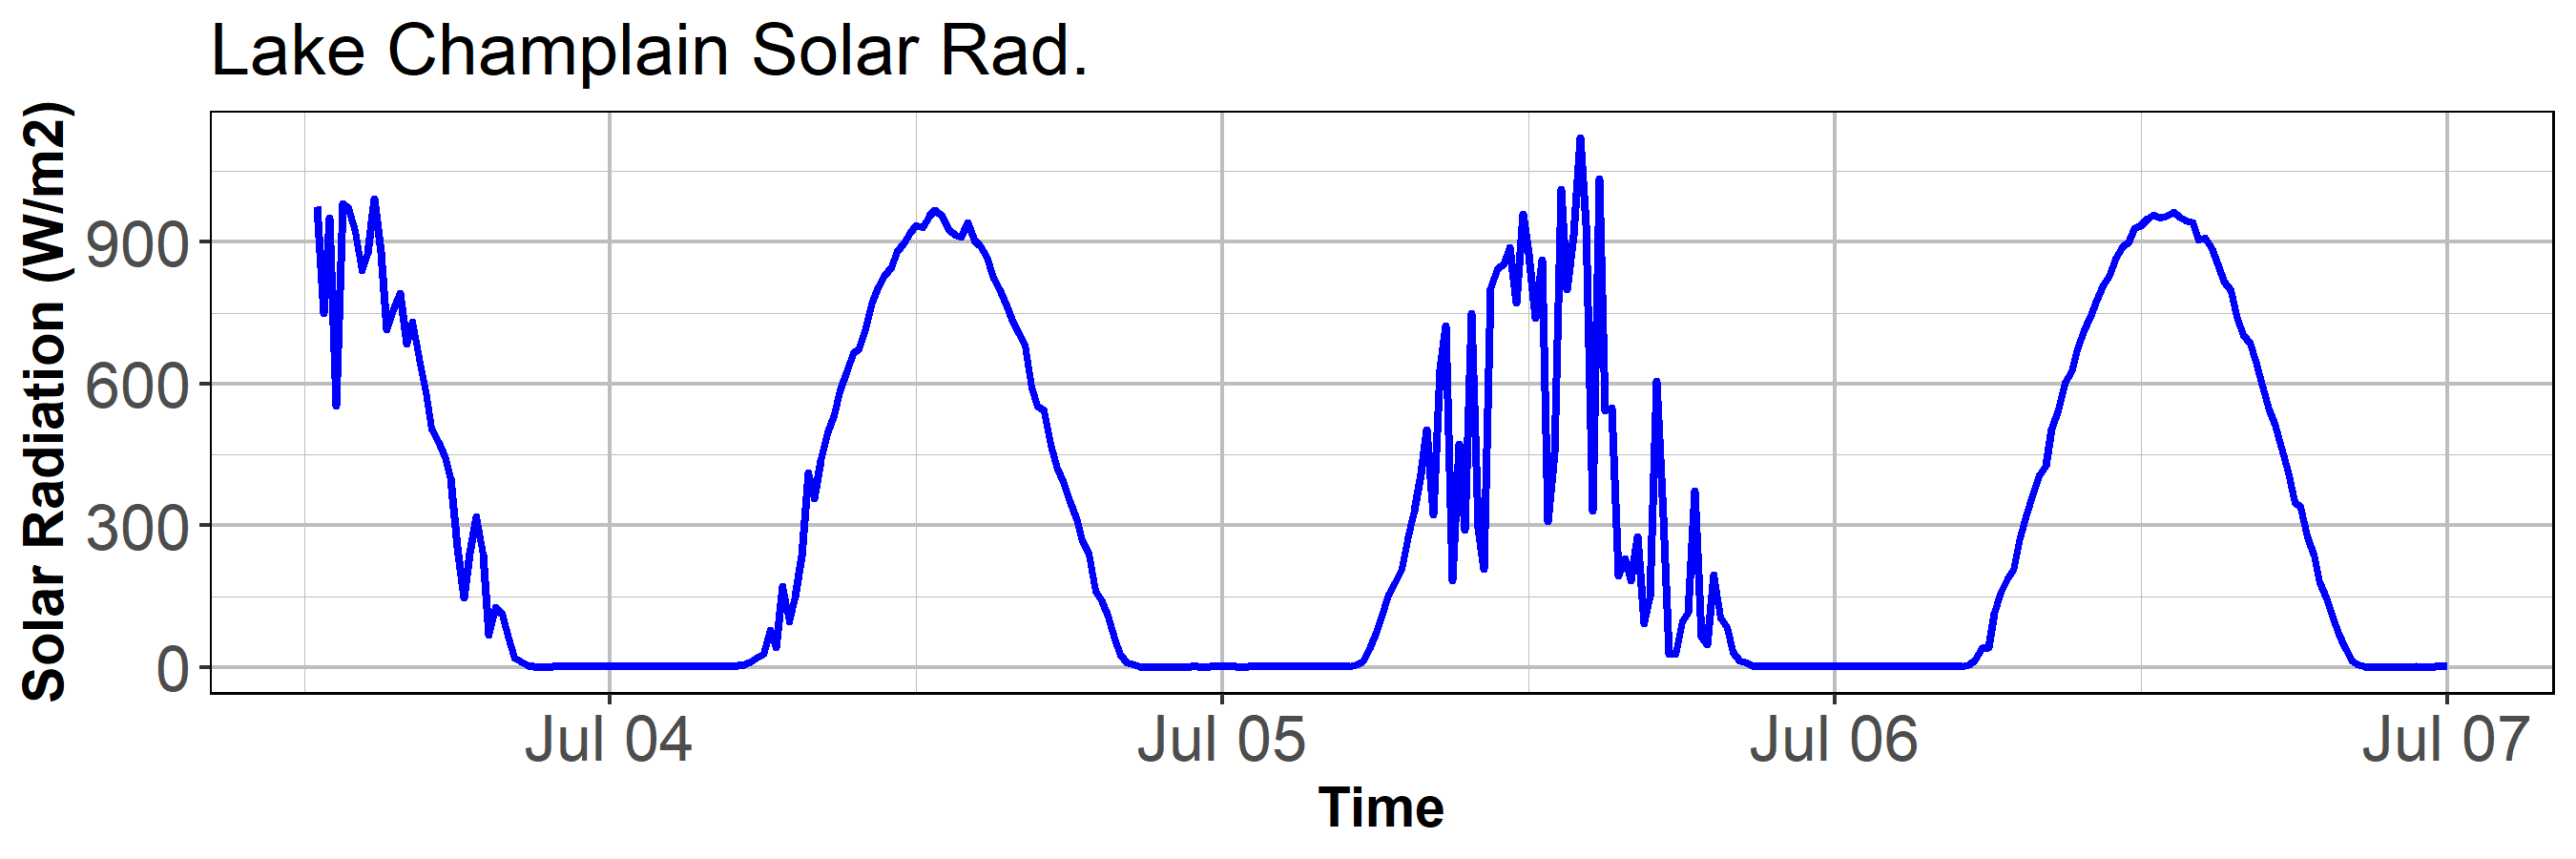 Lake Champlain Solar Rad.
Solar Radiation (W/m2)
900
600
300
0
Jul 04 Jul 05 Jul 06 Jul 07
Time